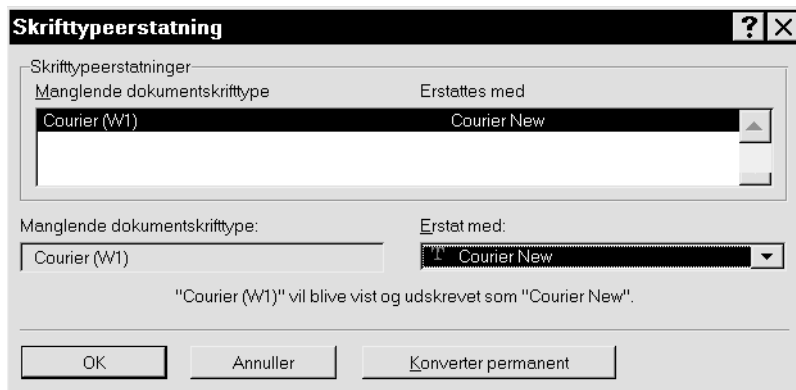 Skrifttypeerstatning
Skrifttypeerstatninger
Manglende dokumentskrifttype Erstattes med
Courier (W1) Courier New
Manglende dokumentskrifttype: Erstat med:
Courier (W1) Courier New
"Courier (W1)" vil blive vist og udskrevet som "Courier New".
OK Annuller Konverter permanent